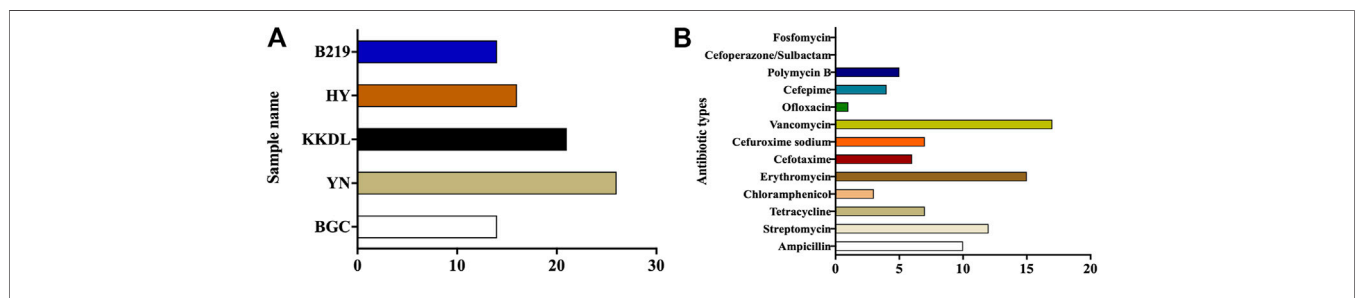 A
Sample name
B219
HY
KKDL
YN
BGC
0 10 20 30
B
Antibiotic types
Fosfomycin
Cefoperazone/Sulbactam
Polymycin B
Cefepime
Ofloxacin
Vancomycin
Cefuroxime sodium
Cefotaxime
Erythromycin
Chloramphenicol
Tetracycline
Streptomycin
Ampicillin
0 5 10 15 20